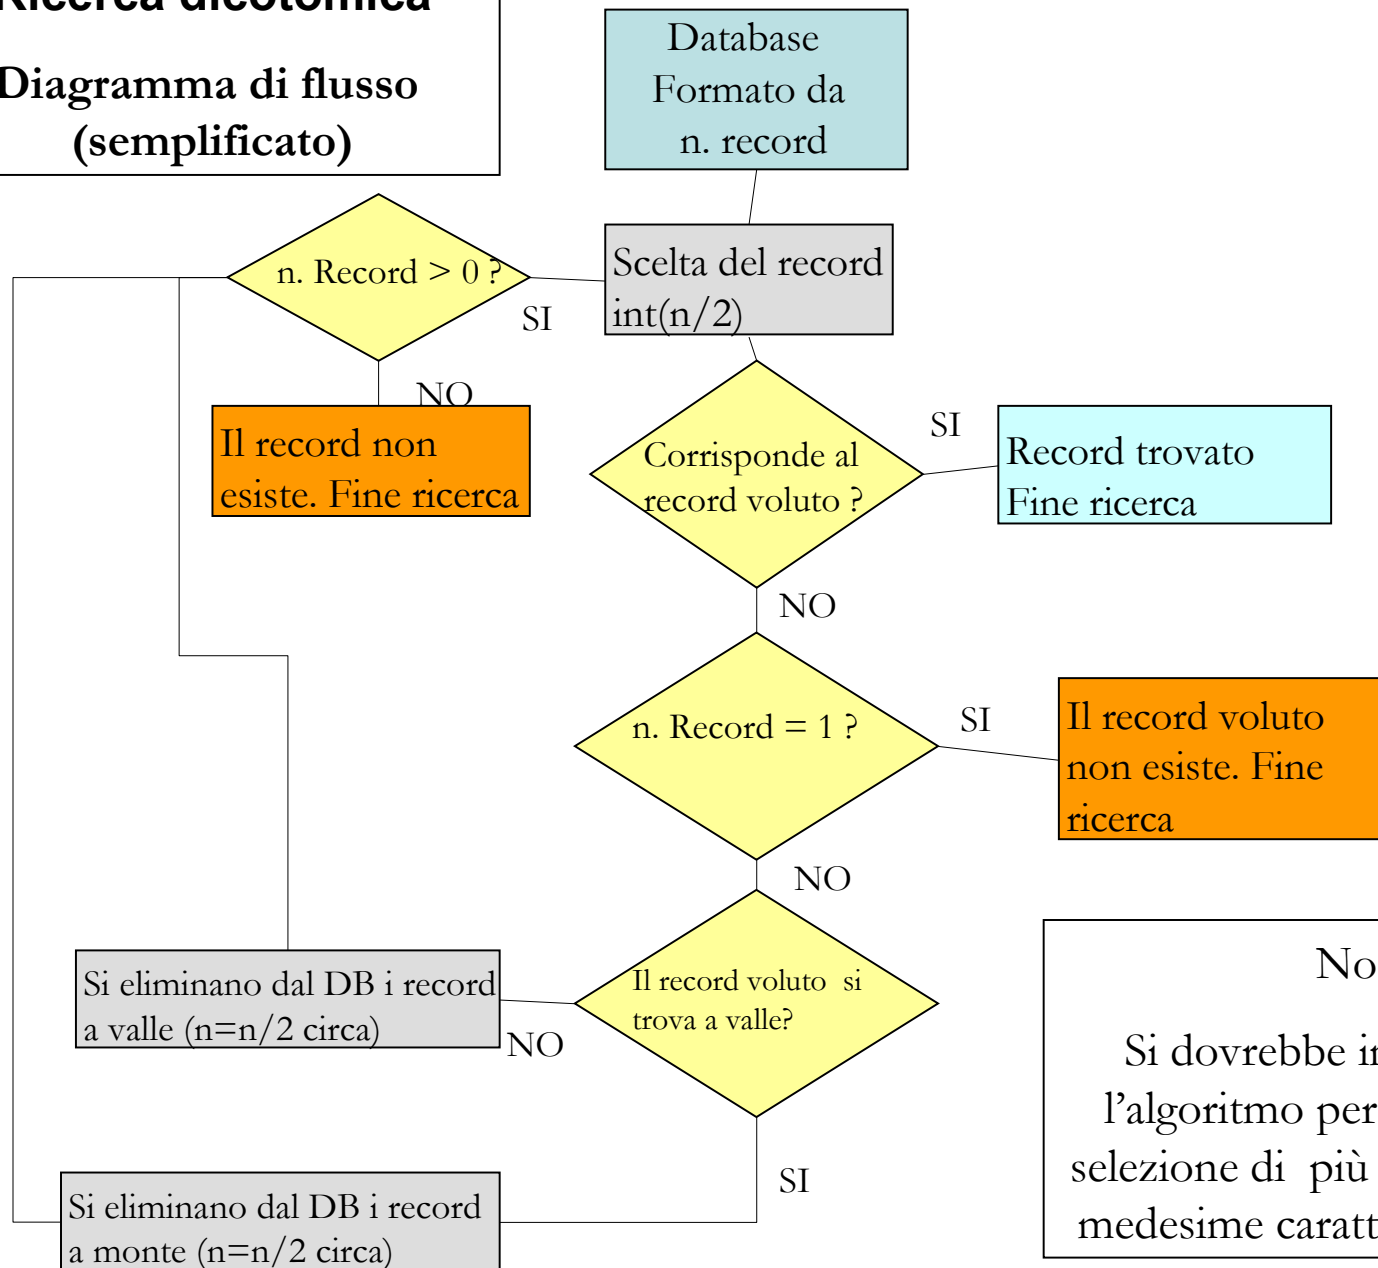 Ricerca dicotomica
Diagramma di flusso
(semplificato)
Database
Formato da
n. record
n. Record > 0 ?
SI
Scelta del record
int(n/2)
NO
Il record non
esiste. Fine ricerca
Corrisponde al
record voluto ?
SI
Record trovato
Fine ricerca
NO
n. Record = 1 ?
SI
Il record voluto
non esiste. Fine
ricerca
NO
Il record voluto si
trova a valle?
NO
Si eliminano dal DB i record
a valle (n=n/2 circa)
SI
Si eliminano dal DB i record
a monte (n=n/2 circa)
No
Si dovrebbe
l'algoritmo per
selezione di più
medesime